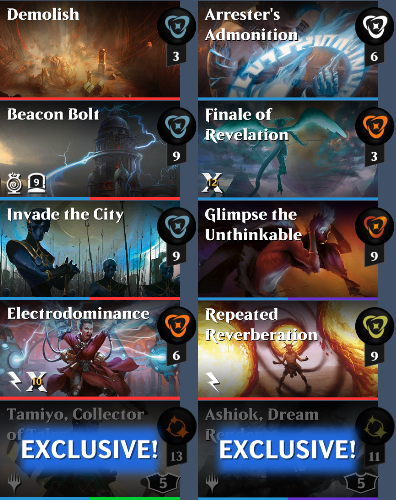 Demolish
3
Arrester's
Admonition
6
Beacon Bolt
9
9
Finale of
Revelation
X 12
3
Invade the City
9
Glimpse the
Unthinkable
9
Electrodominance
X 10
6
Repeated
Reverberation
9
Tamiyo, Collector
of
EXCLUSIVE!
13
5
Ashiok, Dream
EXCLUSIVE!
11
5